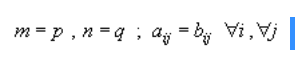 m = p , n = q ; a_ij = b_ij ∀i , ∀j